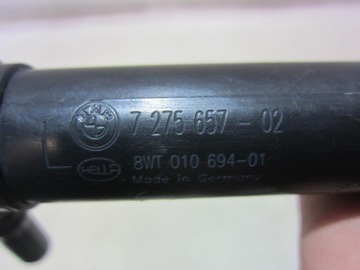 BMW 7 275 657 - 02
L
HELLA 8WT 010 694-01
Made in Germany